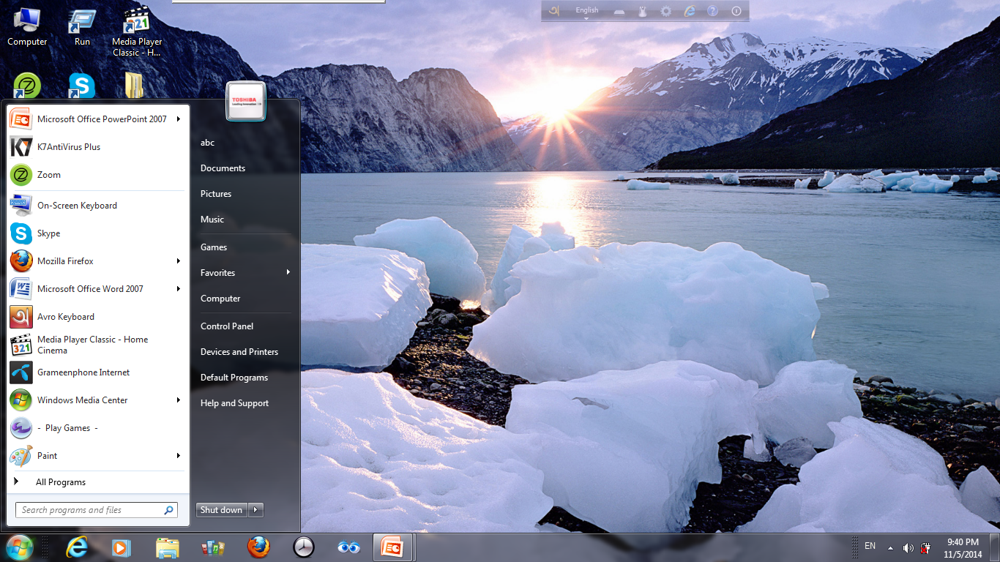 English
Computer
Run
Media Player
Classic - H...
TOSHIBA
Leading Innovation >>>
Microsoft Office PowerPoint 2007
K7AntiVirus Plus
Zoom
On-Screen Keyboard
Skype
Mozilla Firefox
Microsoft Office Word 2007
Avro Keyboard
Media Player Classic - Home
Cinema
Grameenphone Internet
Windows Media Center
- Play Games -
Paint
All Programs
Search programs and files
abc
Documents
Pictures
Music
Games
Favorites
Computer
Control Panel
Devices and Printers
Default Programs
Help and Support
Shut down
EN
9:40 PM
11/5/2014